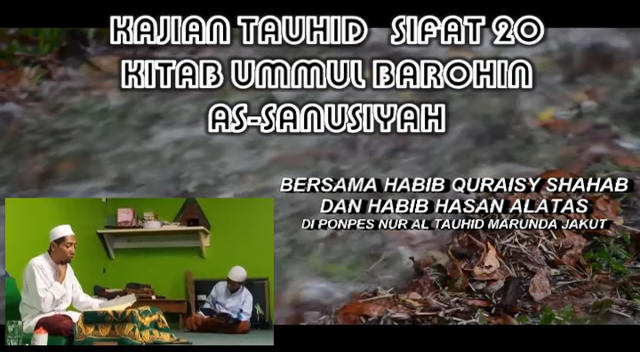 KAJIAN TAUHID SIFAT 20
KITAB UMMUL BAROHIN
AS-SANUSIYAH
BERSAMA HABIB QURAISY SHAHAB
DAN HABIB HASAN ALATAS
DI PONPES NUR AL TAUHID MARUNDA JAKUT